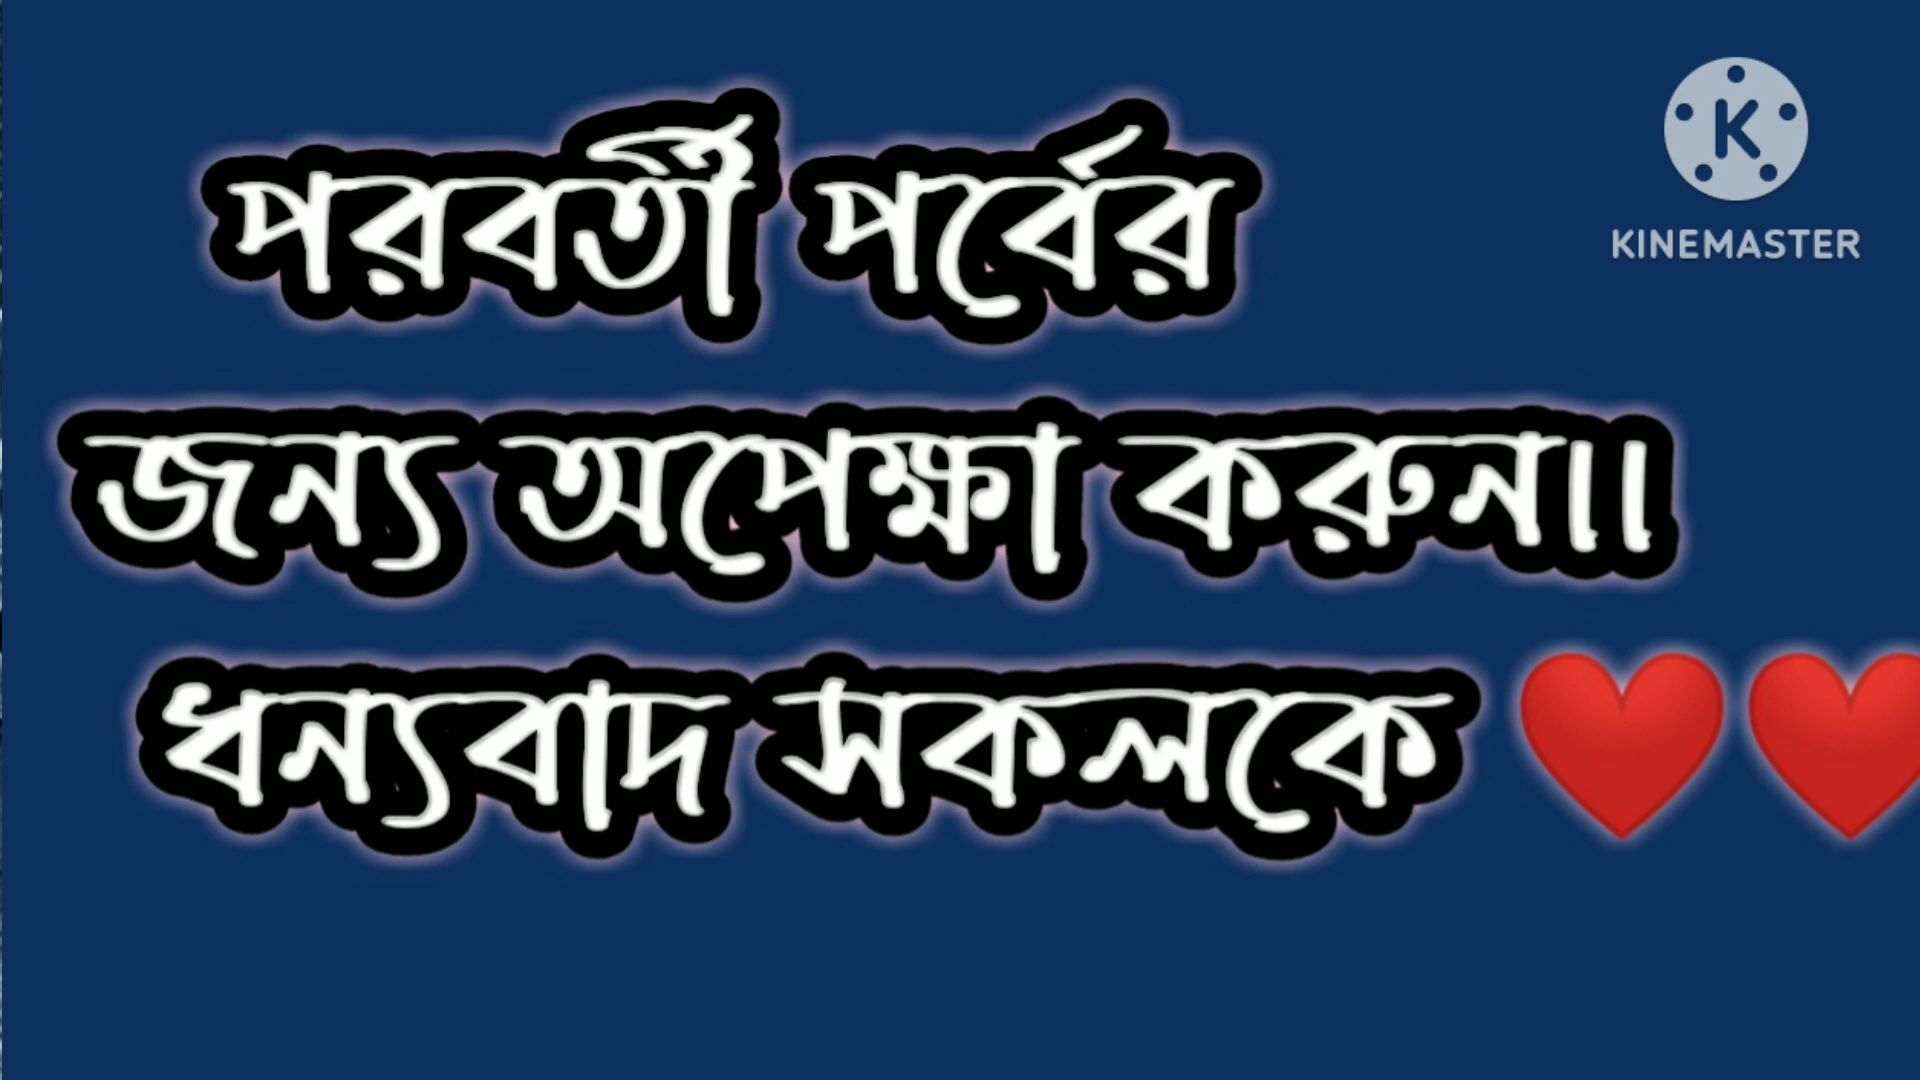 পরবর্তী পর্বের
K
KINEMASTER
জন্য অপেক্ষা করুন।।
ধন্যবাদ সকলকে ❤️❤️